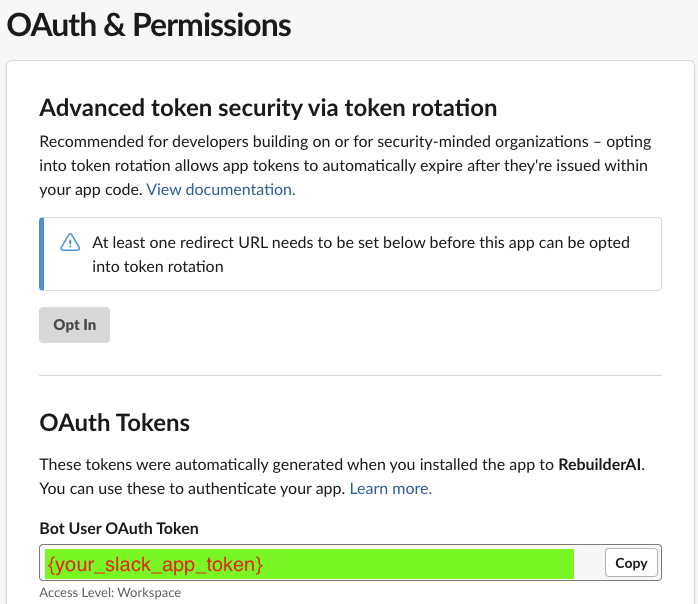 OAuth & Permissions
Advanced token security via token rotation
Recommended for developers building on or for security-minded organizations – opting
into token rotation allows app tokens to automatically expire after they're issued within
your app code. View documentation.
At least one redirect URL needs to be set below before this app can be opted
into token rotation
Opt In
OAuth Tokens
These tokens were automatically generated when you installed the app to RebuilderAI.
You can use these to authenticate your app. Learn more.
Bot User OAuth Token
{your_slack_app_token}
Copy
Access Level: Workspace